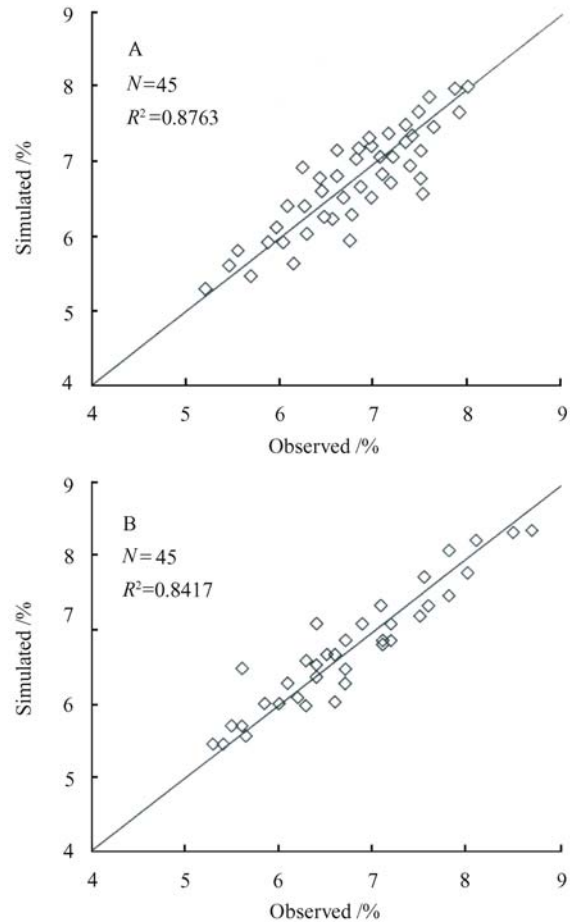 9
8
7
6
5
4
Simulated /%
A
N=45
R²=0.8763
4 5 6 7 8 9
Observed /%
9
8
7
6
5
4
Simulated /%
B
N=45
R²=0.8417
4 5 6 7 8 9
Observed /%